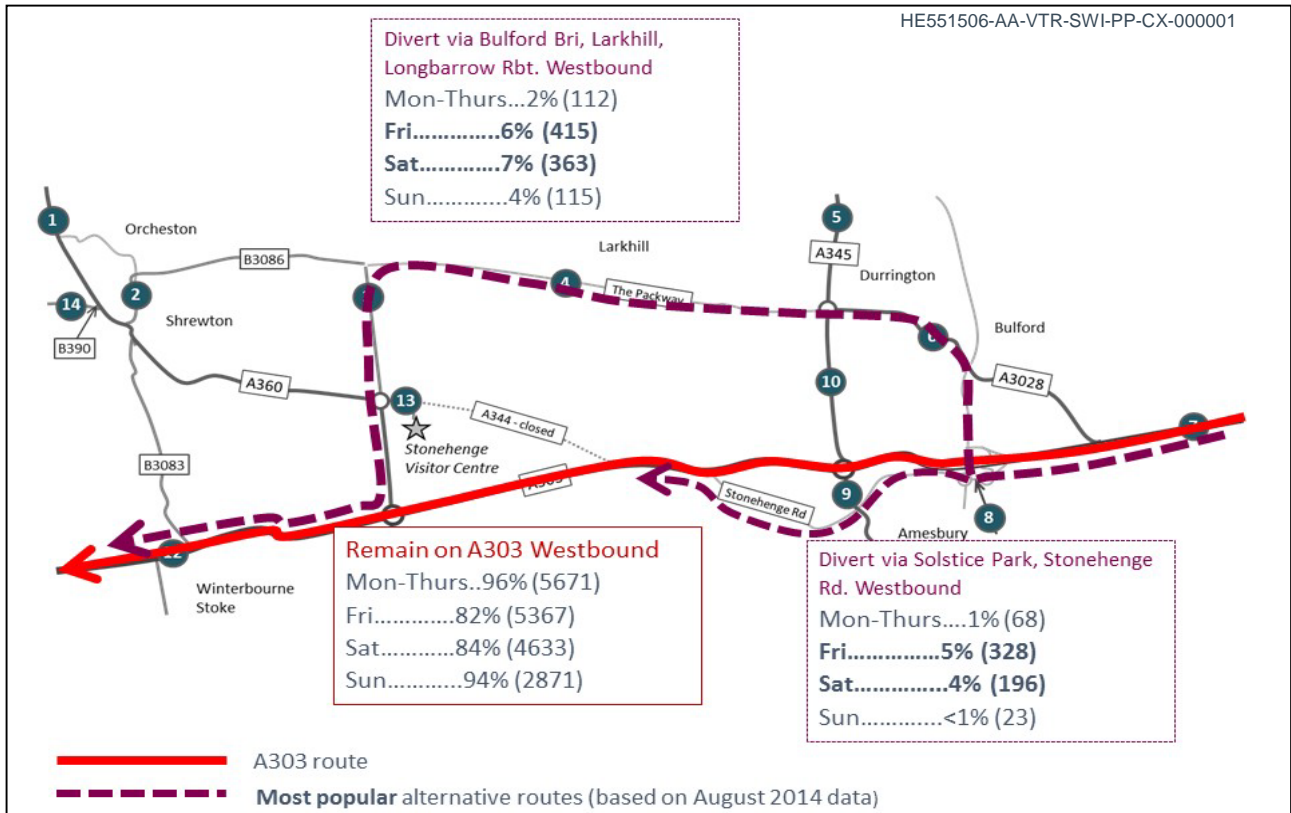 HE551506-AA-VTR-SWI-PP-CX-000001
Divert via Bulford Bri, Larkhill,
Longbarrow Rbt. Westbound
Mon-Thurs...2% (112)
Fri.............6% (415)
Sat............7% (363)
Sun............4% (115)
1
Orcheston
B3086
Larkhill
5
A345
Durrington
14
2
4
The Packway
Shrewton
B390
6
Bulford
A360
13
10
A3028
A344 - closed
Stonehenge
Visitor Centre
7
B3083
A303
9
Stonehenge Rd
8
Amesbury
12
Winterbourne
Stoke
Remain on A303 Westbound
Mon-Thurs..96% (5671)
Fri............82% (5367)
Sat...........84% (4633)
Sun...........94% (2871)
Divert via Solstice Park, Stonehenge
Rd. Westbound
Mon-Thurs....1% (68)
Fri...............5% (328)
Sat..............4% (196)
Sun............<1% (23)
A303 route
Most popular alternative routes (based on August 2014 data)